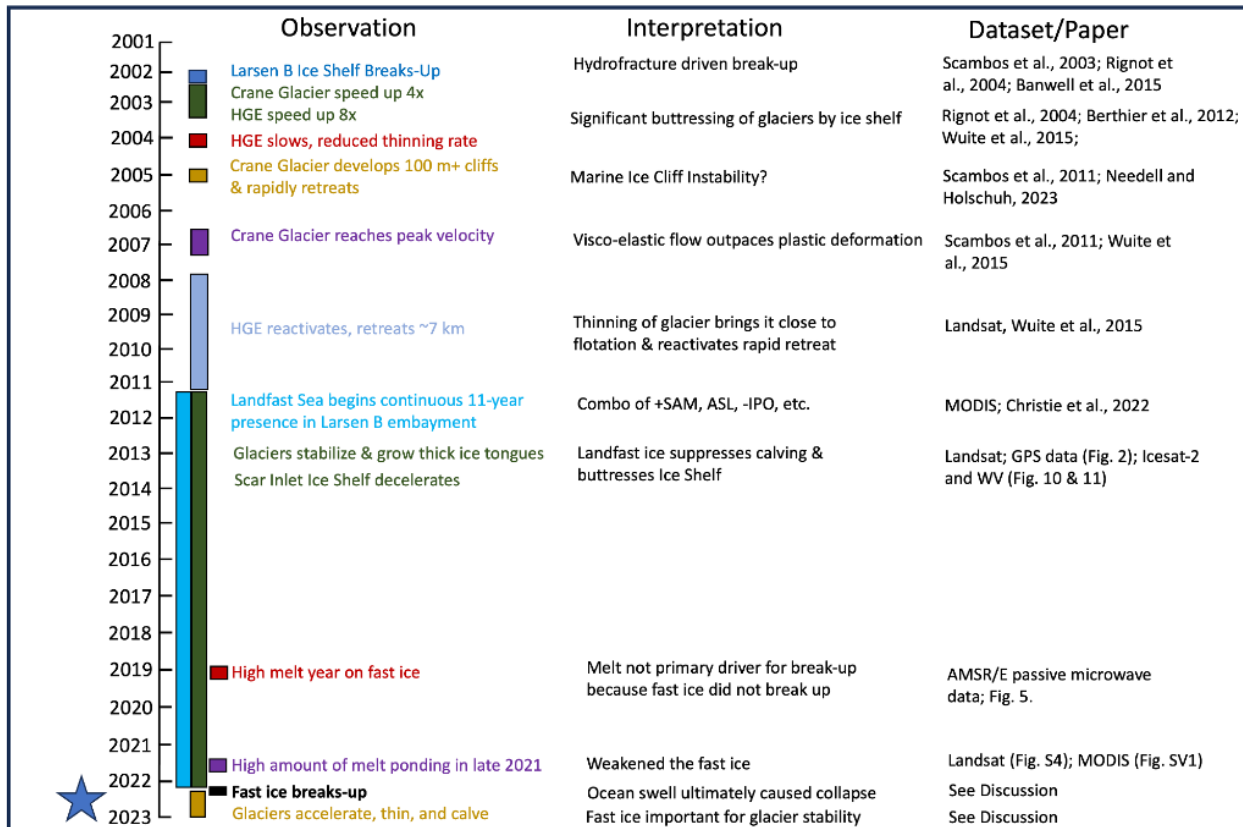 Observation Interpretation Dataset/Paper
2001
2002 Larsen B Ice Shelf Breaks-Up Hydrofracture driven break-up Scambos et al., 2003; Rignot
et al., 2004; Banwell et al., 2015
Crane Glacier speed up 4x
2003
HGE speed up 8x
Significant buttressing of glaciers by ice shelf Rignot et al., 2004; Berthier et al., 2012;
Wuite et al., 2015;
2004 HGE slows, reduced thinning rate
Crane Glacier develops 100 m+ cliffs
& rapidly retreats
2005 Marine Ice Cliff Instability? Scambos et al., 2011; Needell and
Holschuh, 2023
2006
2007 Crane Glacier reaches peak velocity Visco-elastic flow outpaces plastic deformation Scambos et al., 2011; Wuite et
al., 2015
2008
2009 HGE reactivates, retreats ~7 km Thinning of glacier brings it close to Landsat, Wuite et al., 2015
flotation & reactivates rapid retreat
2010
2011
Landfast Sea begins continuous 11-year
presence in Larsen B embayment
2012 Combo of +SAM, ASL, -IPO, etc. MODIS; Christie et al., 2022
2013 Glaciers stabilize & grow thick ice tongues Landfast ice suppresses calving & Landsat; GPS data (Fig. 2); Icesat-2
buttresses Ice Shelf and WV (Fig. 10 & 11)
2014 Scar Inlet Ice Shelf decelerates
2015
2016
2017
2018
2019 High melt year on fast ice Melt not primary driver for break-up AMSR/E passive microwave
because fast ice did not break up data; Fig. 5.
2020
2021
High amount of melt ponding in late 2021 Weakened the fast ice Landsat (Fig. S4); MODIS (Fig. SV1)
2022
Fast ice breaks-up Ocean swell ultimately caused collapse See Discussion
2023 Glaciers accelerate, thin, and calve Fast ice important for glacier stability See Discussion